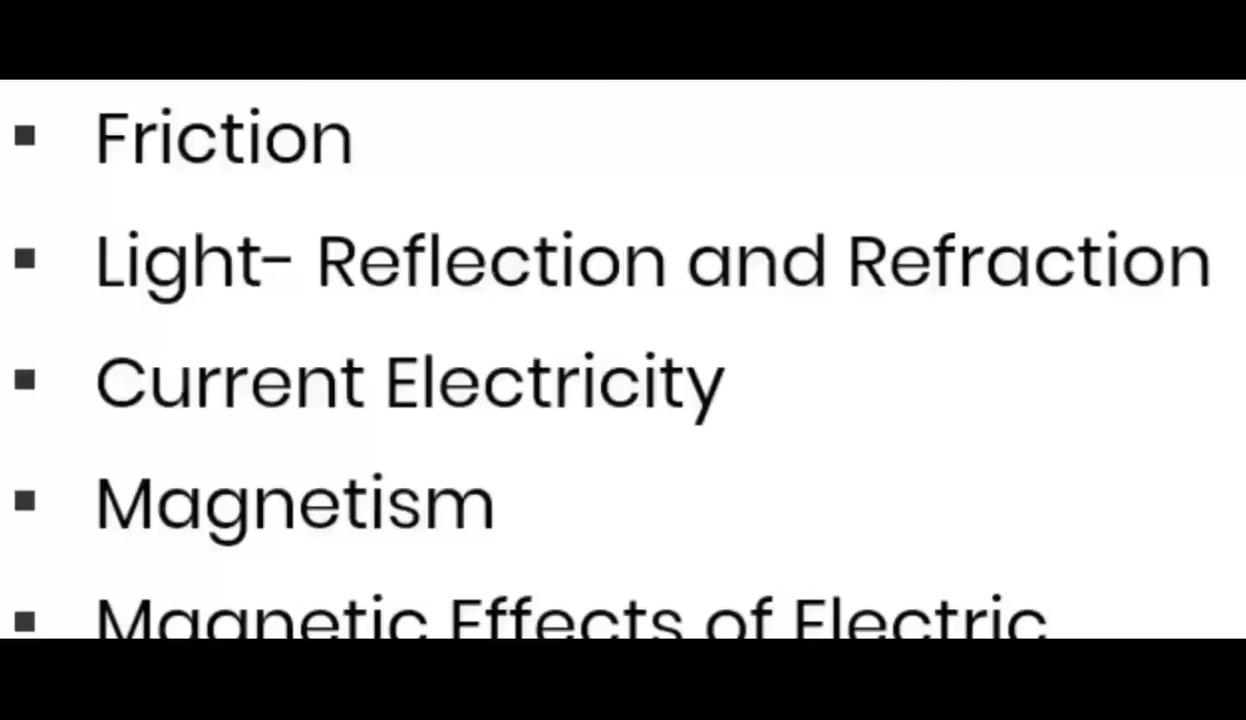 ▪ Friction
▪ Light- Reflection and Refraction
▪ Current Electricity
▪ Magnetism
▪ Magnetic Effects of Electric